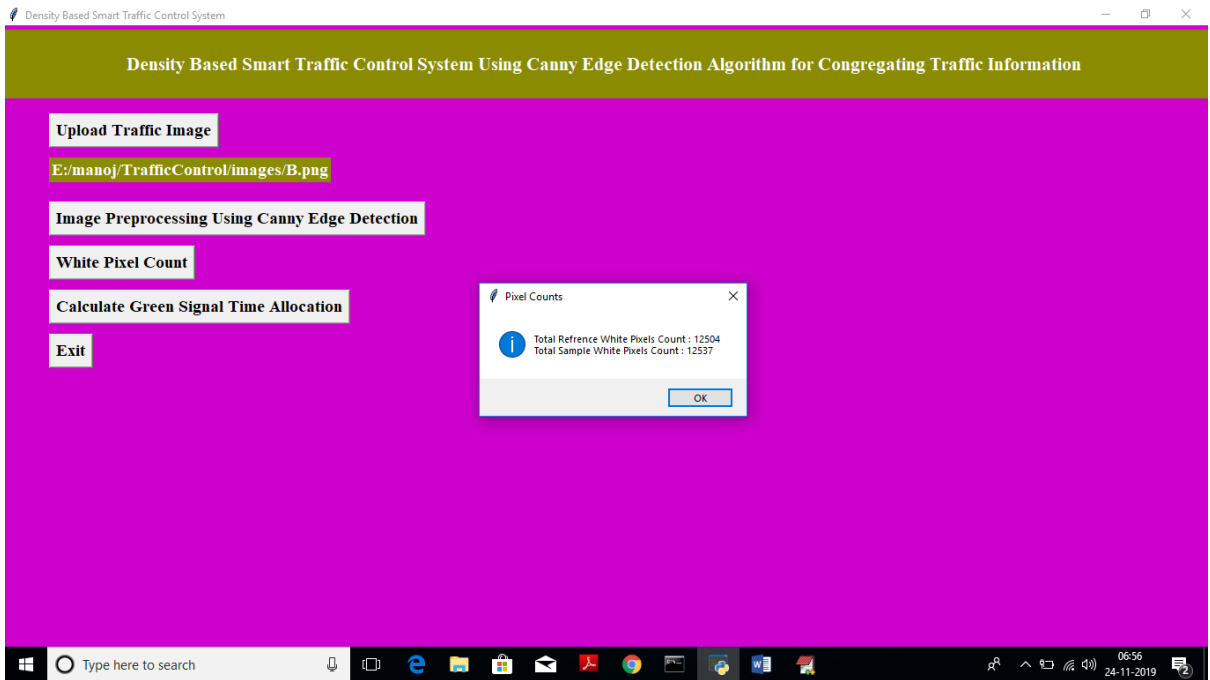 Density Based Smart Traffic Control System
Density Based Smart Traffic Control System Using Canny Edge Detection Algorithm for Congregating Traffic Information
Upload Traffic Image
E:/manoj/TrafficControl/images/B.png
Image Preprocessing Using Canny Edge Detection
White Pixel Count
Calculate Green Signal Time Allocation
Exit
Pixel Counts
Total Refrence White Pixels Count : 12504
Total Sample White Pixels Count : 12537
OK
Type here to search
06:56
24-11-2019
2